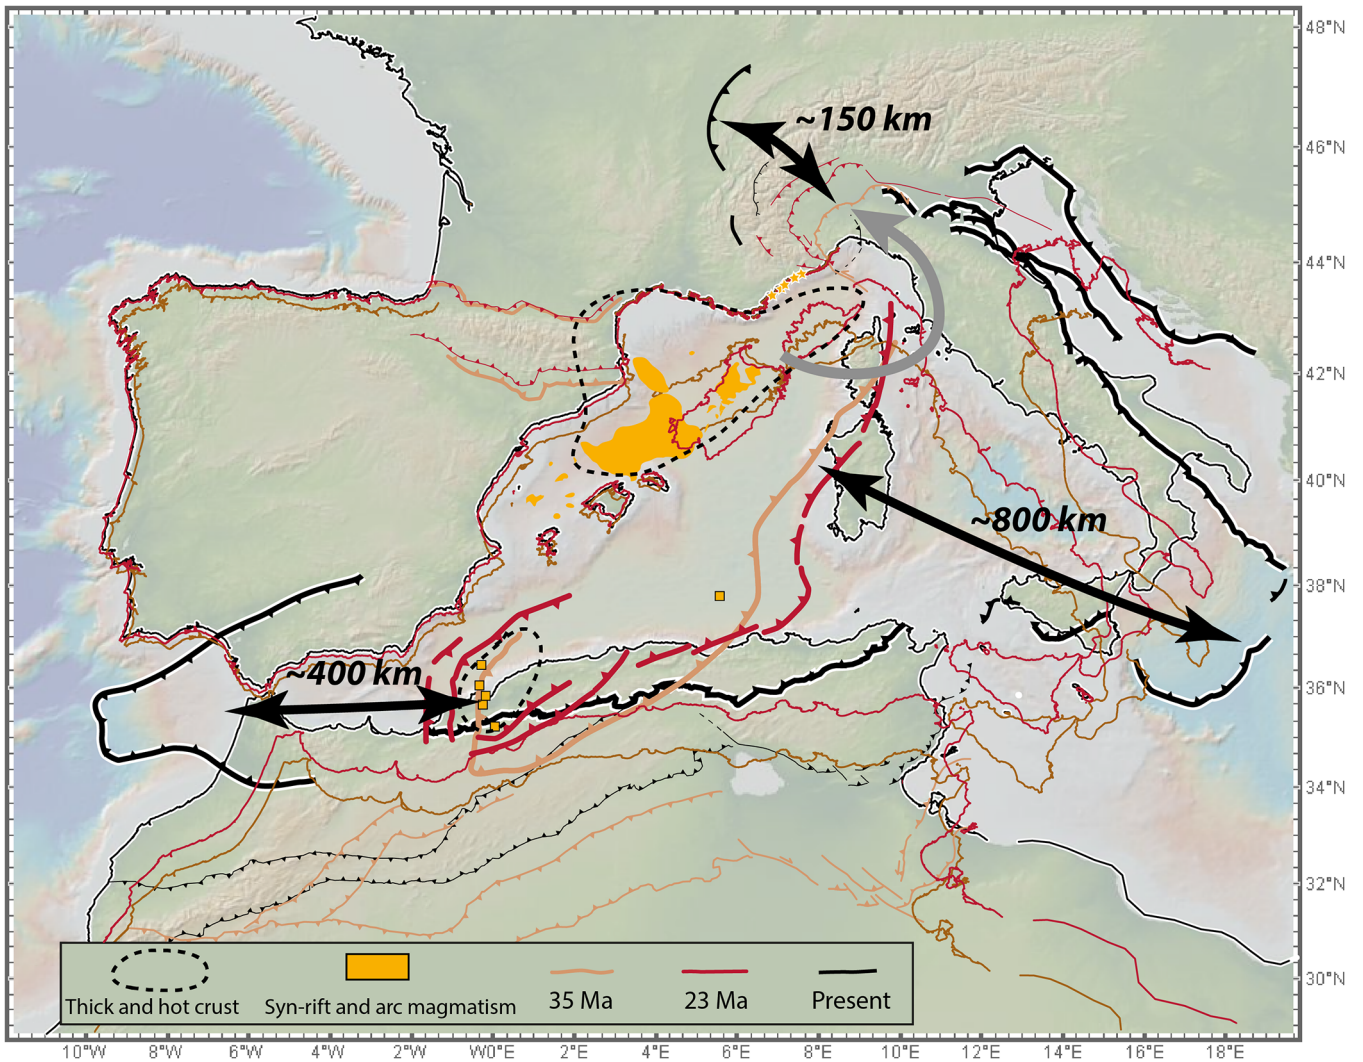 48°N
~150 km
46°N
44°N
42°N
40°N
~800 km
38°N
~400 km
36°N
34°N
32°N
Thick and hot crust
Syn-rift and arc magmatism
35 Ma
23 Ma
Present
30°N
10°W
8°W
6°W
4°W
2°W
W00°E
2°E
4°E
6°E
8°E
10°E
12°E
14°E
16°E
18°E